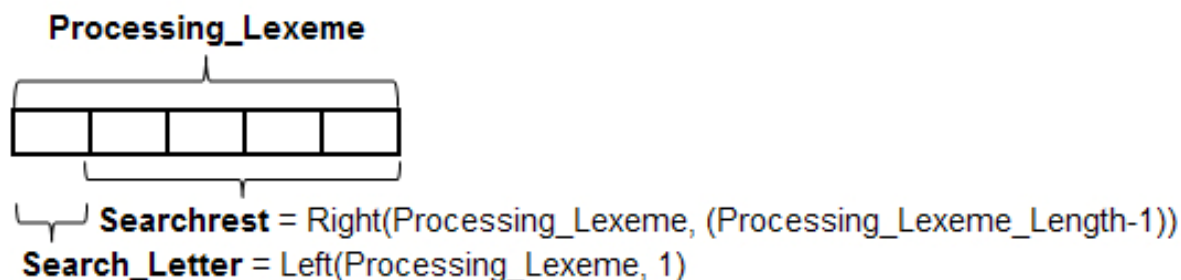 Processing_Lexeme
Searchrest = Right(Processing_Lexeme, (Processing_Lexeme_Length-1))
Search_Letter = Left(Processing_Lexeme, 1)